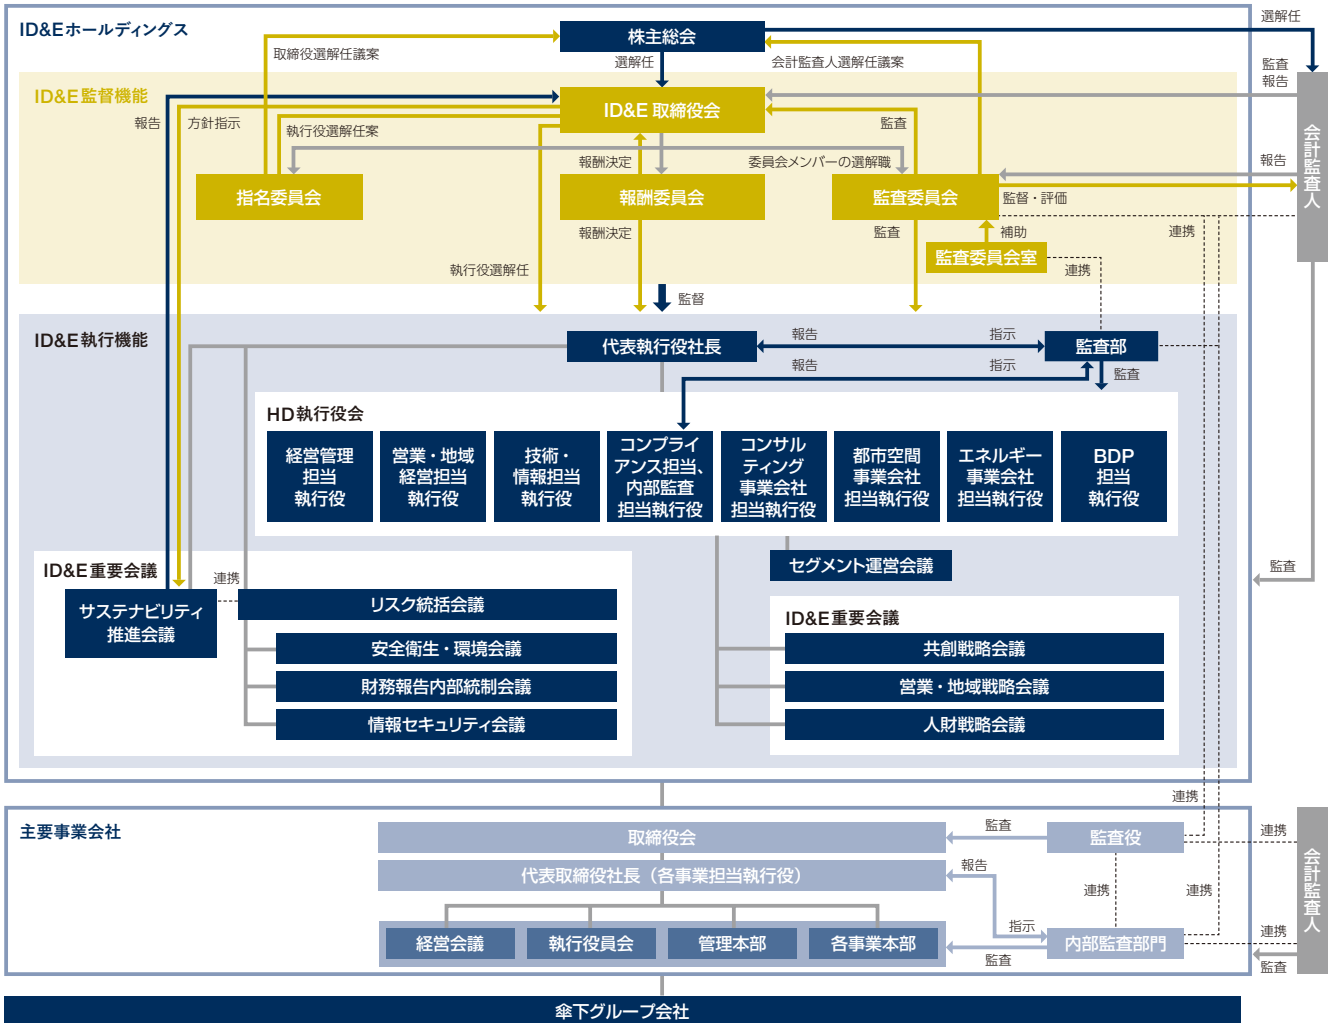 ID&Eホールディングス
株主総会
選解任
取締役選解任議案
選解任
会計監査人選解任議案
監査
報告
ID&E監督機能
ID&E 取締役会
報告
方針指示
執行役選解任案
監査
会計監査人
報酬決定
委員会メンバーの選解職
報告
指名委員会
報酬委員会
監査委員会
監督・評価
報酬決定
監査
補助
連携
監査委員会室
執行役選解任
連携
監督
ID&E執行機能
代表執行役社長
報告
指示
監査部
報告
指示
監査
HD執行役会
経営管理
担当
執行役
営業・地域
経営担当
執行役
技術・
情報担当
執行役
コンプライ
アンス担当、
内部監査
担当執行役
コンサル
ティング
事業会社
担当執行役
都市空間
事業会社
担当執行役
エネルギー
事業会社
担当執行役
BDP
担当
執行役
ID&E重要会議
セグメント運営会議
監査
連携
サステナビリティ
推進会議
リスク統括会議
ID&E重要会議
安全衛生・環境会議
共創戦略会議
財務報告内部統制会議
営業・地域戦略会議
情報セキュリティ会議
人財戦略会議
連携
主要事業会社
取締役会
監査
監査役
連携
会計監査人
代表取締役社長（各事業担当執行役）
報告
連携
連携
指示
経営会議
執行役員会
管理本部
各事業本部
内部監査部門
連携
監査
監査
傘下グループ会社